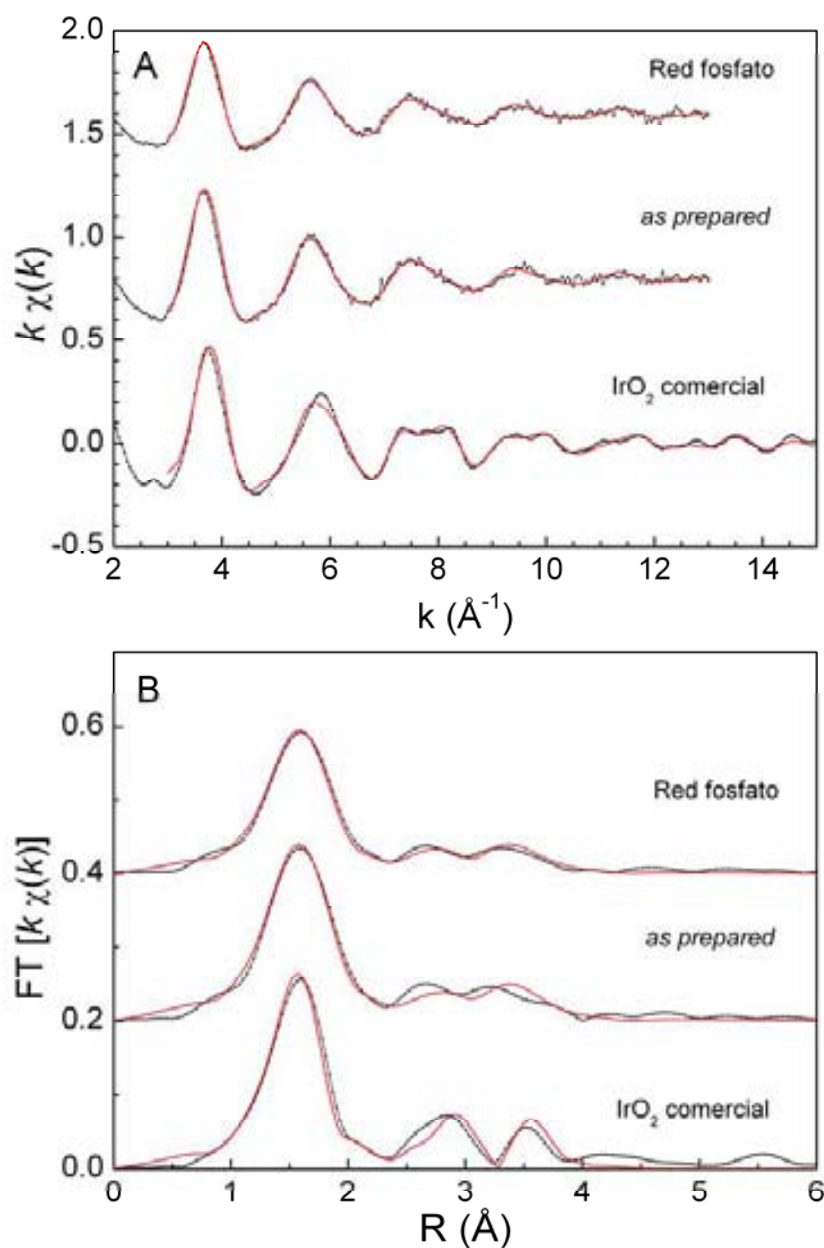 A
2.0
1.5
1.0
0.5
0.0
-0.5
k χ(k)
Red fosfato
as prepared
IrO₂ comercial
2 4 6 8 10 12 14
k (Å⁻¹)
B
0.6
0.4
0.2
0.0
FT [k χ(k)]
Red fosfato
as prepared
IrO₂ comercial
0 1 2 3 4 5 6
R (Å)